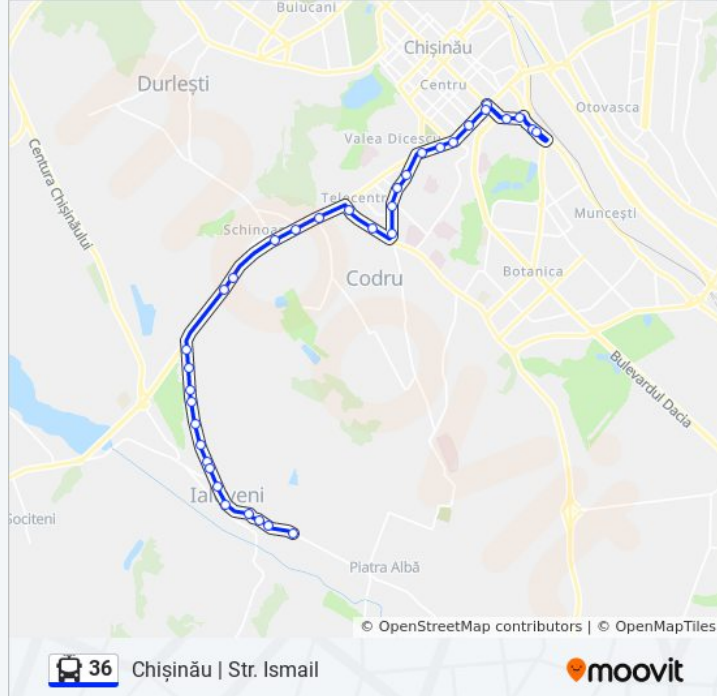 Buiucani
Chișinău
Durlești
Centru
Otovasca
Valea Dicescu
Centura Chișinăului
Telecentru
Muncești
Schinoasa
Botanica
Codru
Bulevardul Dacia
Ialoveni
Sociteni
Piatra Albă
© OpenStreetMap contributors | © OpenMapTiles
36 Chișinău | Str. Ismail
moovit